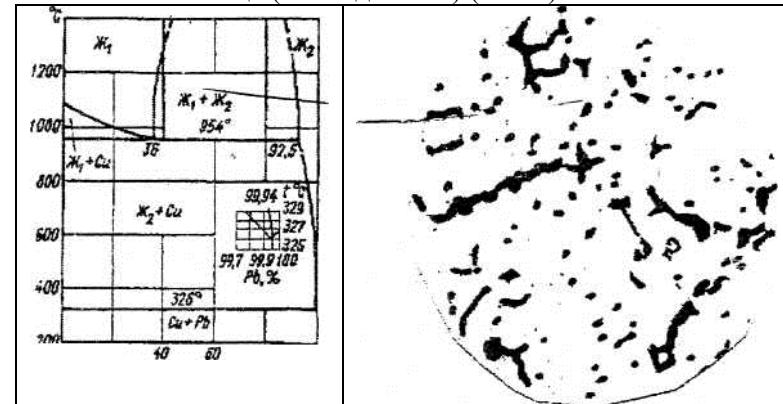 °C
Ж₁
Ж₂
1200
Ж₁ + Ж₂
1000
954°
36
92,5
Ж₁ + Cu
800
99,94 t °C
329
Ж₂ + Cu
327
600
325
99,7 99.9 100
Pb, %
400
326°
Cu + Pb
200
40 60